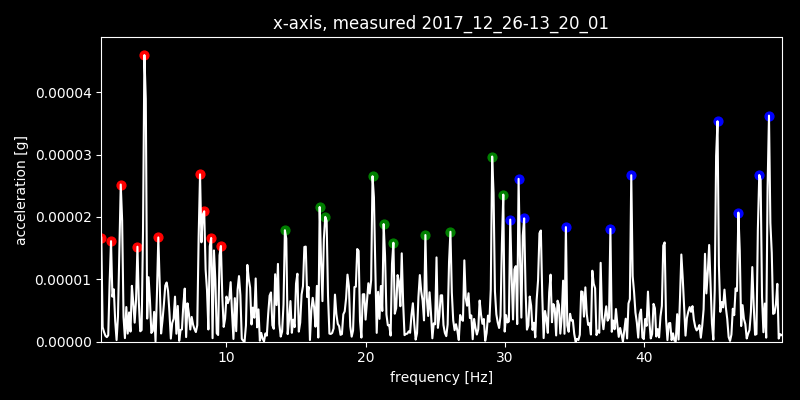 x-axis, measured 2017_12_26-13_20_01
acceleration [g]
0.00004
0.00003
0.00002
0.00001
0.00000
10 20 30 40
frequency [Hz]